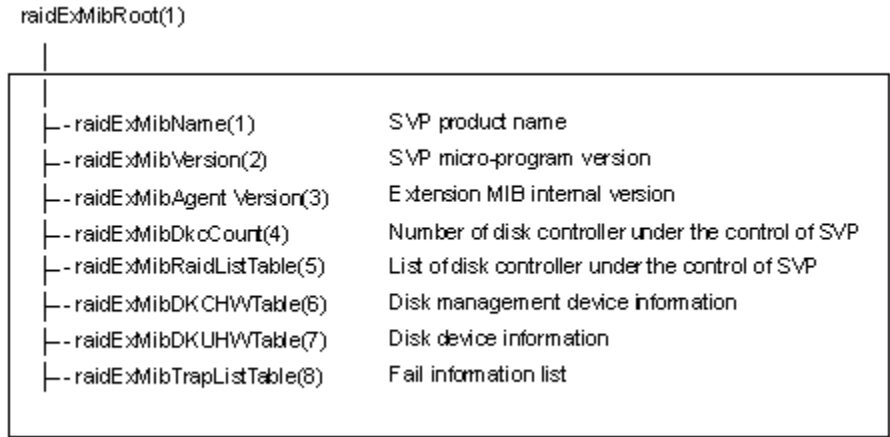 raidExMibRoot(1)
raidExMibName(1) SVP product name
raidExMibVersion(2) SVP micro-program version
raidExMibAgent Version(3) Extension MIB internal version
raidExMibDkcCount(4) Number of disk controller under the control of SVP
raidExMibRaidListTable(5) List of disk controller under the control of SVP
raidExMibDKCHWTable(6) Disk management device information
raidExMibDKUHWTable(7) Disk device information
raidExMibTrapListTable(8) Fail information list